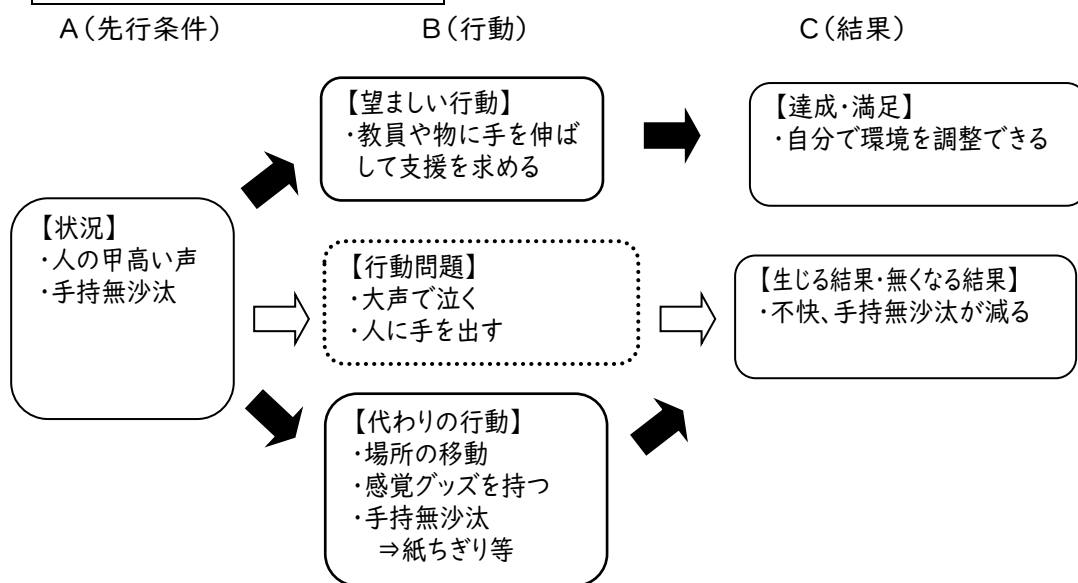 A(先行条件)
B(行動)
C(結果)
【望ましい行動】
・教員や物に手を伸ば
して支援を求める
【達成・満足】
・自分で環境を調整できる
【状況】
・人の甲高い声
・手持無沙汰
【行動問題】
・大声で泣く
・人に手を出す
【生じる結果・無くなる結果】
・不快、手持無沙汰が減る
【代わりの行動】
・場所の移動
・感覚グッズを持つ
・手持無沙汰
⇒紙ちぎり等